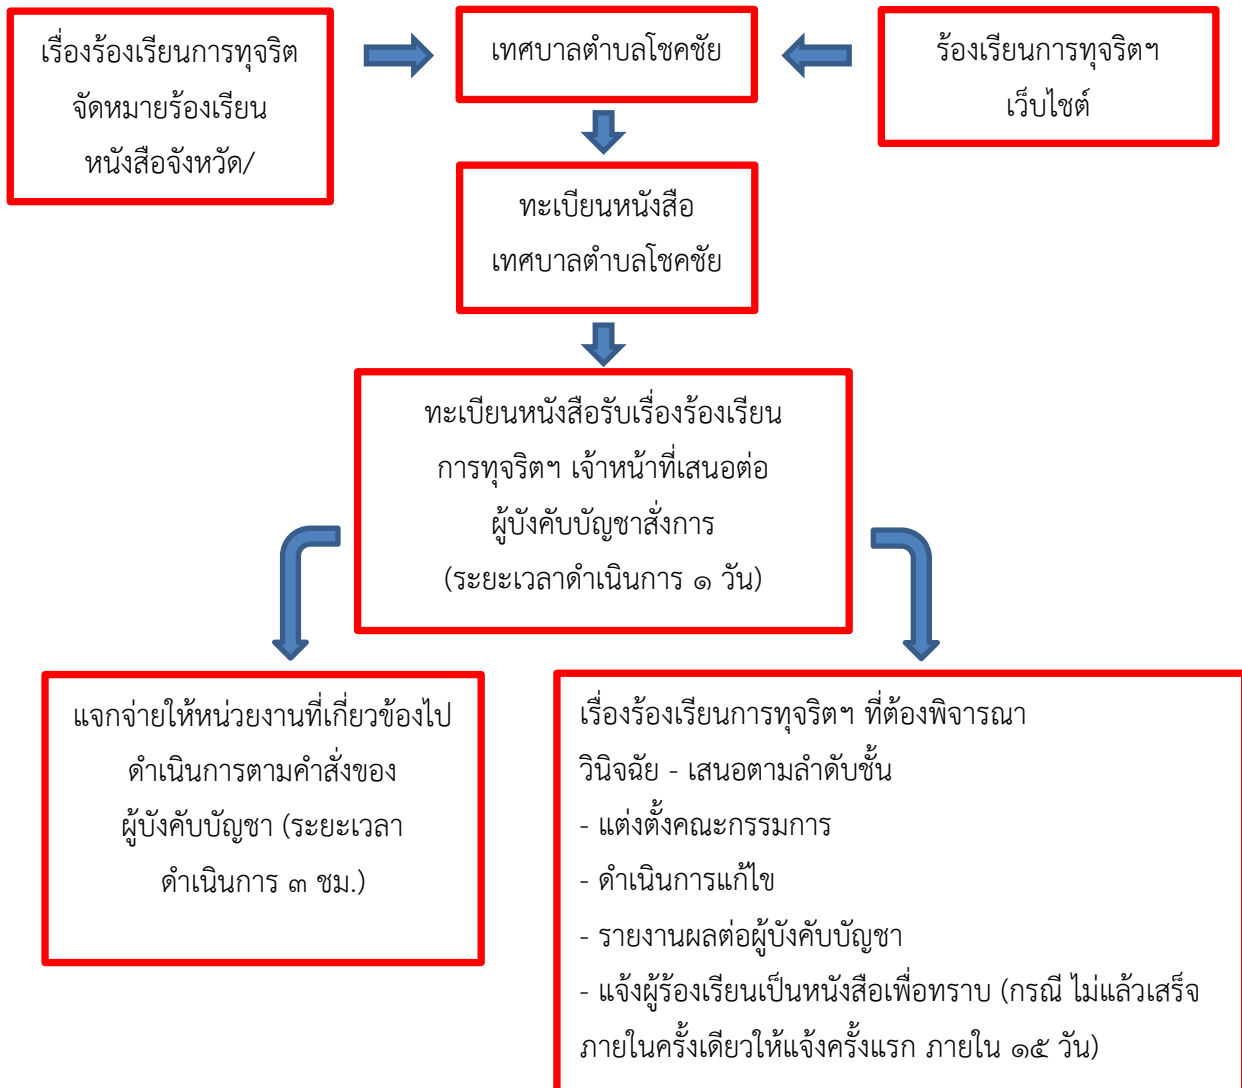 เรื่องร้องเรียนการทุจริต
จัดหมายร้องเรียน
หนังสือจังหวัด/
เทศบาลตำบลโชคชัย
ร้องเรียนการทุจริตฯ
เว็บไซต์
ทะเบียนหนังสือ
เทศบาลตำบลโชคชัย
ทะเบียนหนังสือรับเรื่องร้องเรียน
การทุจริตฯ เจ้าหน้าที่เสนอต่อ
ผู้บังคับบัญชาสั่งการ
(ระยะเวลาดำเนินการ ๑ วัน)
แจกจ่ายให้หน่วยงานที่เกี่ยวข้องไป
ดำเนินการตามคำสั่งของ
ผู้บังคับบัญชา (ระยะเวลา
ดำเนินการ ๓ ชม.)
เรื่องร้องเรียนการทุจริตฯ ที่ต้องพิจารณา
วินิจฉัย - เสนอตามลำดับชั้น
- แต่งตั้งคณะกรรมการ
- ดำเนินการแก้ไข
- รายงานผลต่อผู้บังคับบัญชา
- แจ้งผู้ร้องเรียนเป็นหนังสือเพื่อทราบ (กรณี ไม่แล้วเสร็จ
ภายในครั้งเดียวให้แจ้งครั้งแรก ภายใน ๑๕ วัน)